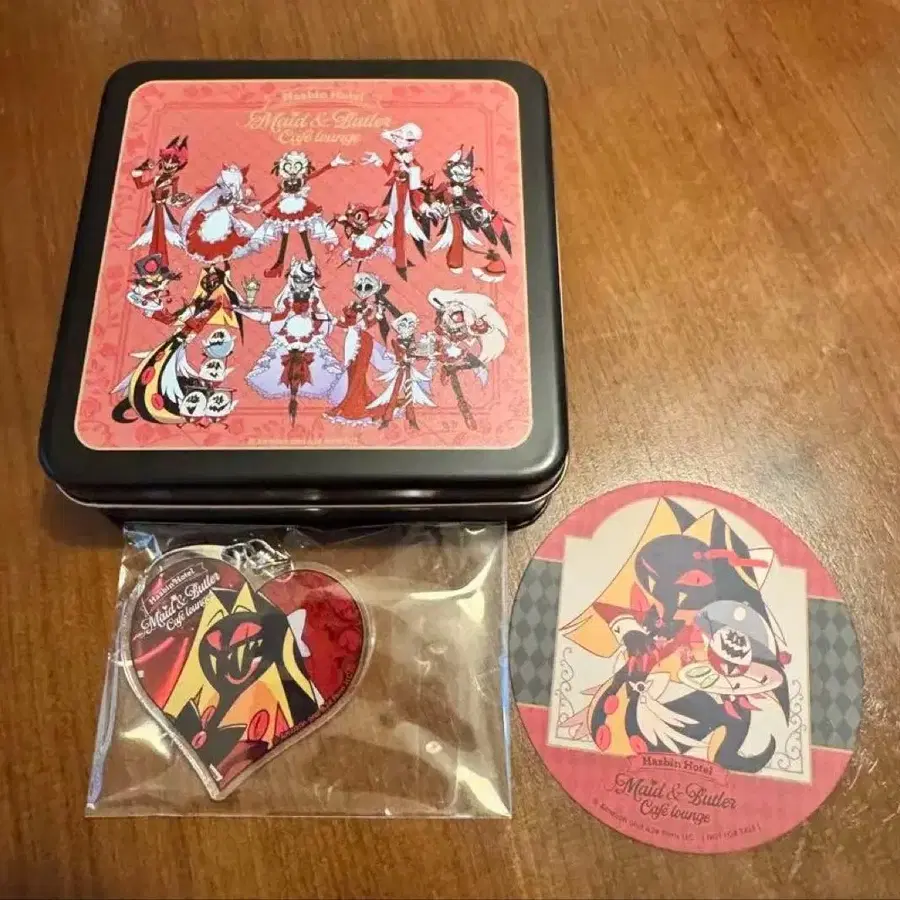 Hazbin Hotel
Maid & Butler
Café lounge
Hazbin Hotel
Maid & Butler
Café lounge
Hazbin Hotel
Maid & Butler
Café lounge
[ NOT FOR SALE ]